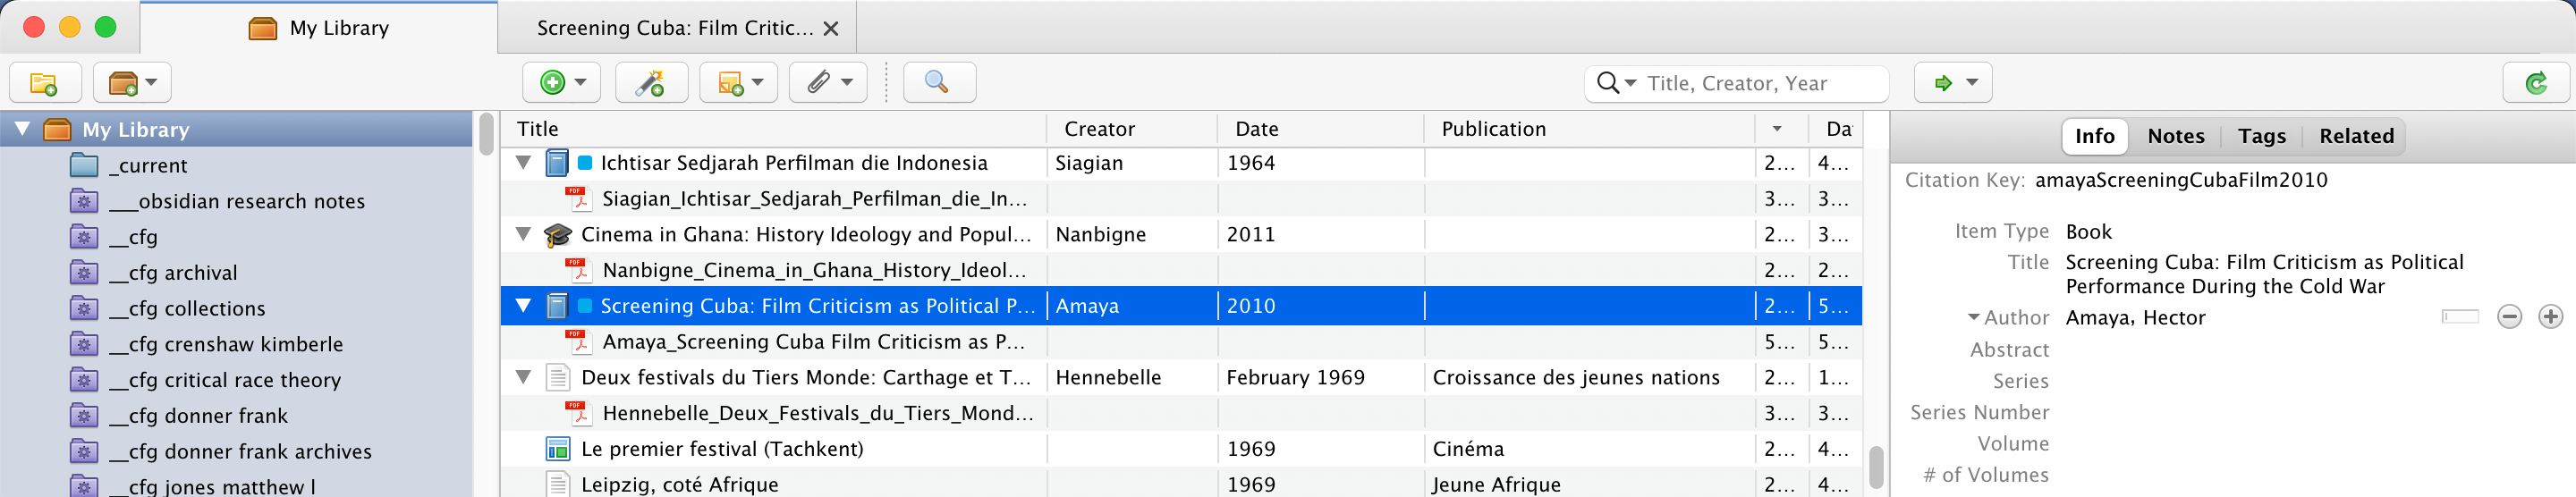 My Library
Screening Cuba: Film Critic...
Title, Creator, Year
My Library
_current
___obsidian research notes
__cfg
__cfg archival
__cfg collections
__cfg crenshaw kimberle
__cfg critical race theory
__cfg donner frank
__cfg donner frank archives
__cfg jones matthew l
Title Creator Date Publication Da
Ichtisar Sedjarah Perfilman die Indonesia Siagian 1964 2... 4...
PDF Siagian_Ichtisar_Sedjarah_Perfilman_die_In... 3... 3...
Cinema in Ghana: History Ideology and Popul... Nanbigne 2011 2... 3...
PDF Nanbigne_Cinema_in_Ghana_History_Ideol... 2... 2...
Screening Cuba: Film Criticism as Political P... Amaya 2010 2... 5...
PDF Amaya_Screening Cuba Film Criticism as P... 5... 5...
Deux festivals du Tiers Monde: Carthage et T... Hennebelle February 1969 Croissance des jeunes nations 2... 1...
PDF Hennebelle_Deux_Festivals_du_Tiers_Mond... 3... 3...
Le premier festival (Tachkent) 1969 Cinéma 2... 4...
Leipzig, coté Afrique 1969 Jeune Afrique 2... 4...
Info Notes Tags Related
Citation Key: amayaScreeningCubaFilm2010
Item Type Book
Title Screening Cuba: Film Criticism as Political
Performance During the Cold War
Author Amaya, Hector
Abstract
Series
Series Number
Volume
# of Volumes